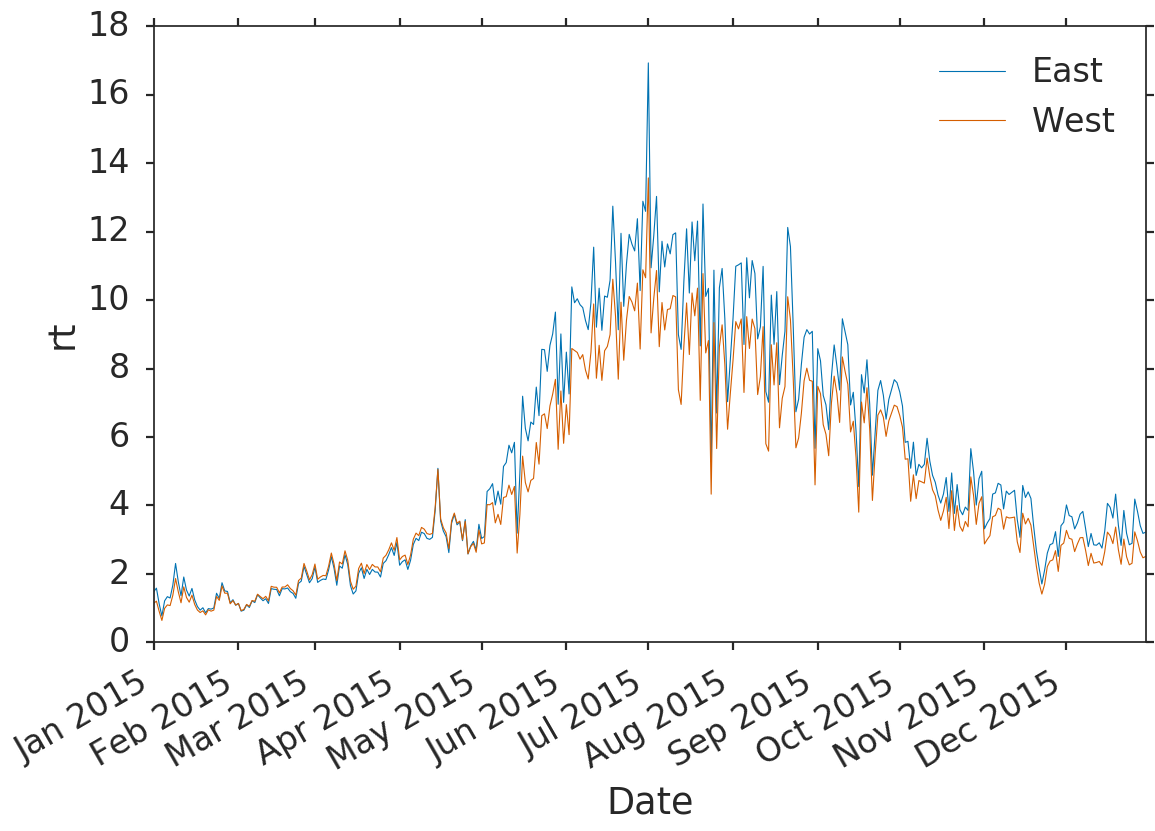 18
16
14
12
10
8
6
4
2
0
rt
East
West
Jan 2015
Feb 2015
Mar 2015
Apr 2015
May 2015
Jun 2015
Jul 2015
Aug 2015
Sep 2015
Oct 2015
Nov 2015
Dec 2015
Date